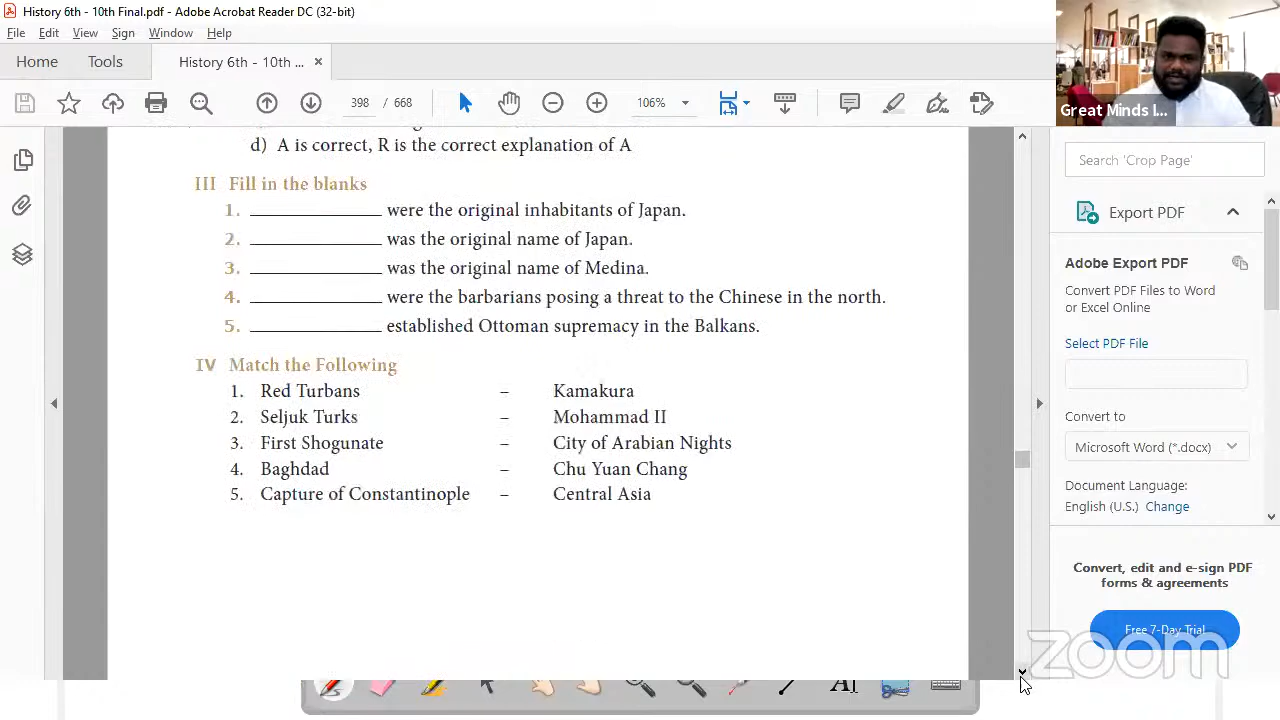 History 6th - 10th Final.pdf - Adobe Acrobat Reader DC (32-bit)
File Edit View Sign Window Help
Home Tools History 6th - 10th ... ×
398 / 668 106%
Great Minds I...
d) A is correct, R is the correct explanation of A
III Fill in the blanks
1. ____________ were the original inhabitants of Japan.
2. ____________ was the original name of Japan.
3. ____________ was the original name of Medina.
4. ____________ were the barbarians posing a threat to the Chinese in the north.
5. ____________ established Ottoman supremacy in the Balkans.
IV Match the Following
1. Red Turbans – Kamakura
2. Seljuk Turks – Mohammad II
3. First Shogunate – City of Arabian Nights
4. Baghdad – Chu Yuan Chang
5. Capture of Constantinople – Central Asia
Search 'Crop Page'
Export PDF
Adobe Export PDF
Convert PDF Files to Word
or Excel Online
Select PDF File
Convert to
Microsoft Word (*.docx)
Document Language:
English (U.S.) Change
Convert, edit and e-sign PDF
forms & agreements
Free 7-Day Trial
zoom
AI